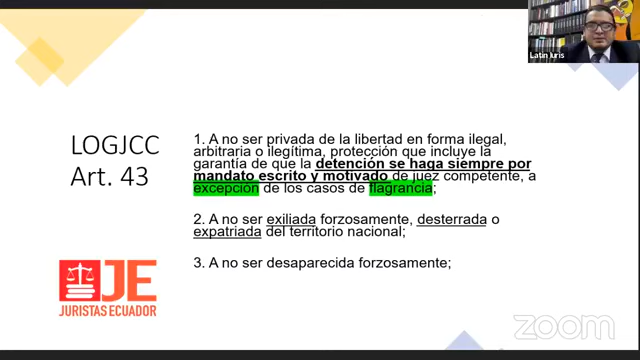 Latin Iuris
LOGJCC
Art. 43
1. A no ser privada de la libertad en forma ilegal,
arbitraria o ilegítima, protección que incluye la
garantía de que la detención se haga siempre por
mandato escrito y motivado de juez competente, a
excepción de los casos de flagrancia;
2. A no ser exiliada forzosamente, desterrada o
expatriada del territorio nacional;
3. A no ser desaparecida forzosamente;
JE
JURISTAS ECUADOR
zoom